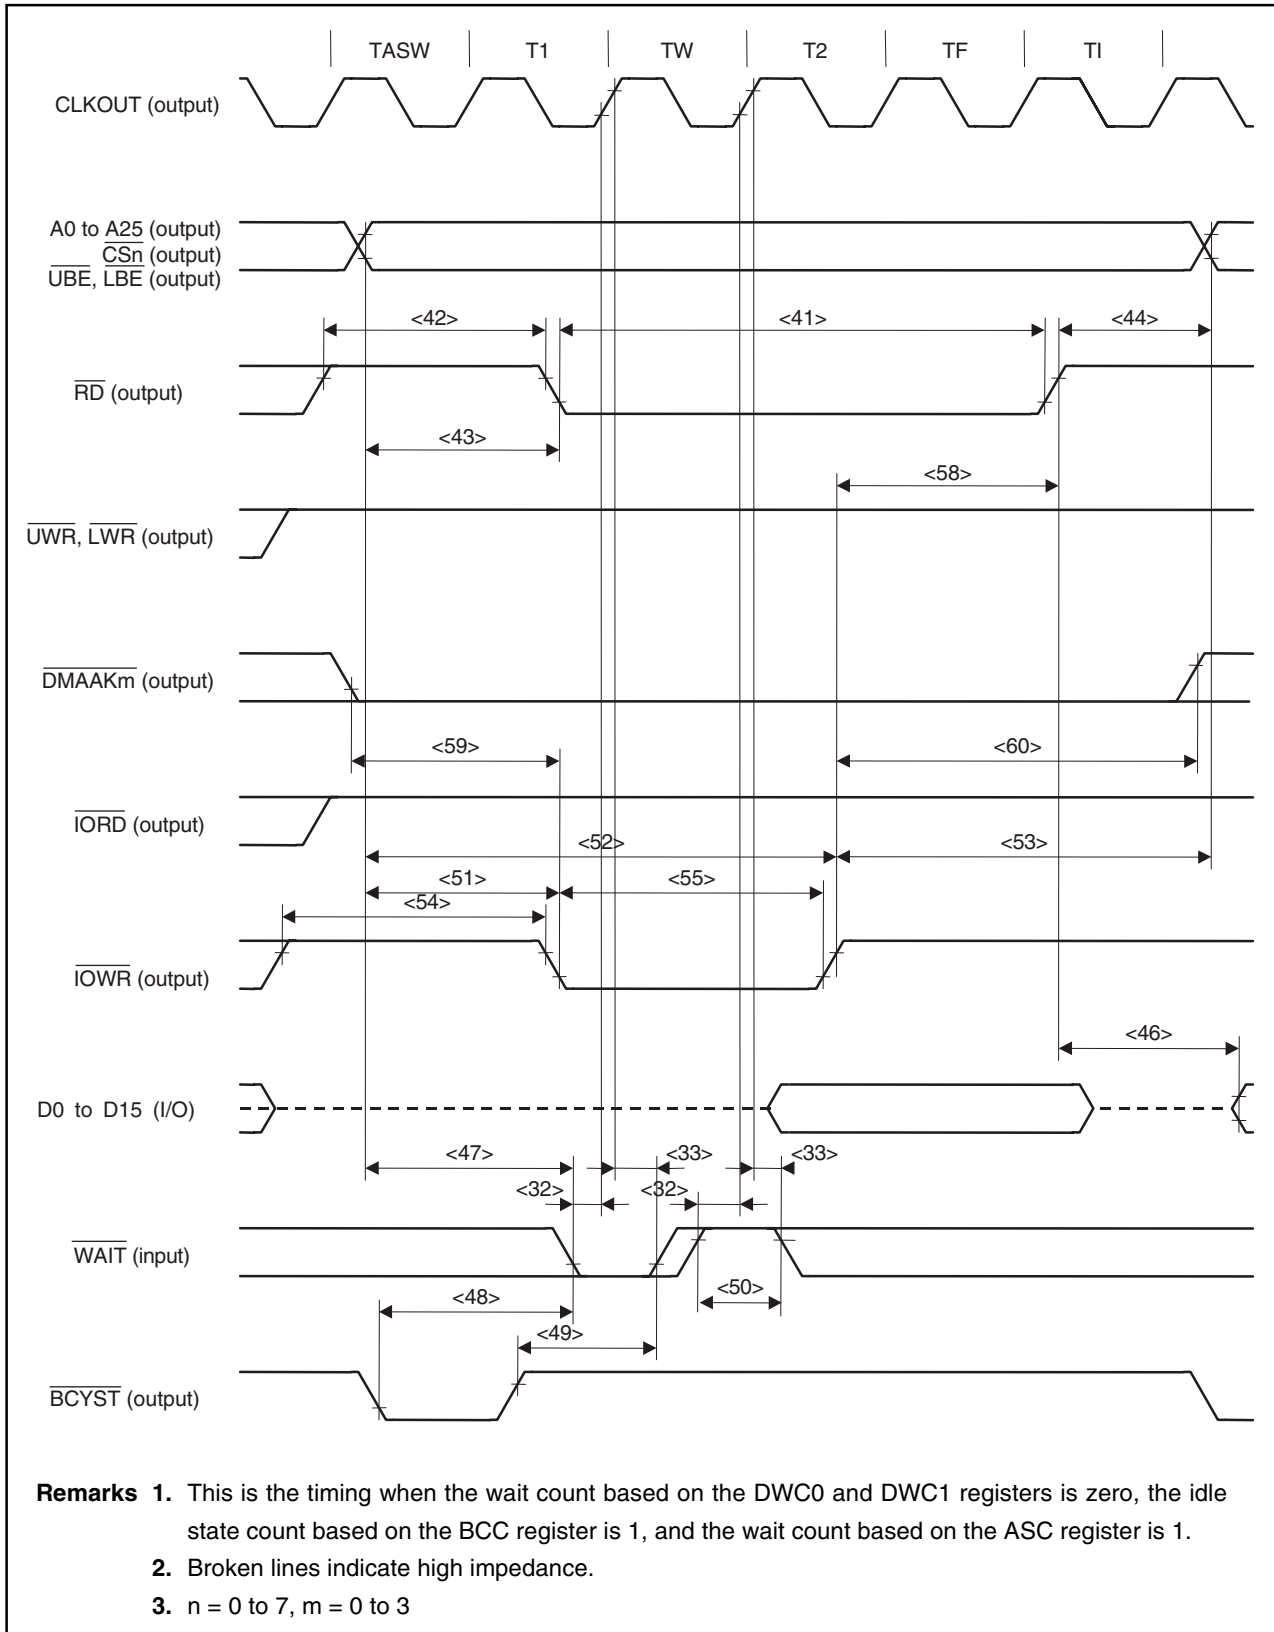 TASW T1 TW T2 TF TI
CLKOUT (output)
A0 to A25 (output)
CSn (output)
UBE, LBE (output)
<42> <41> <44>
RD (output)
<43>
<58>
UWR, LWR (output)
DMAAKm (output)
<59> <60>
IORD (output)
<52> <53>
<51> <55>
<54>
IOWR (output)
<46>
D0 to D15 (I/O)
<47> <33> <33>
<32> <32>
WAIT (input)
<50>
<48>
<49>
BCYST (output)
Remarks 1. This is the timing when the wait count based on the DWC0 and DWC1 registers is zero, the idle
state count based on the BCC register is 1, and the wait count based on the ASC register is 1.
2. Broken lines indicate high impedance.
3. n = 0 to 7, m = 0 to 3